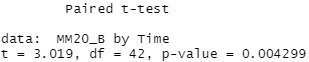 Paired t-test
data:  MM20_B by Time
t = 3.019, df = 42, p-value = 0.004299